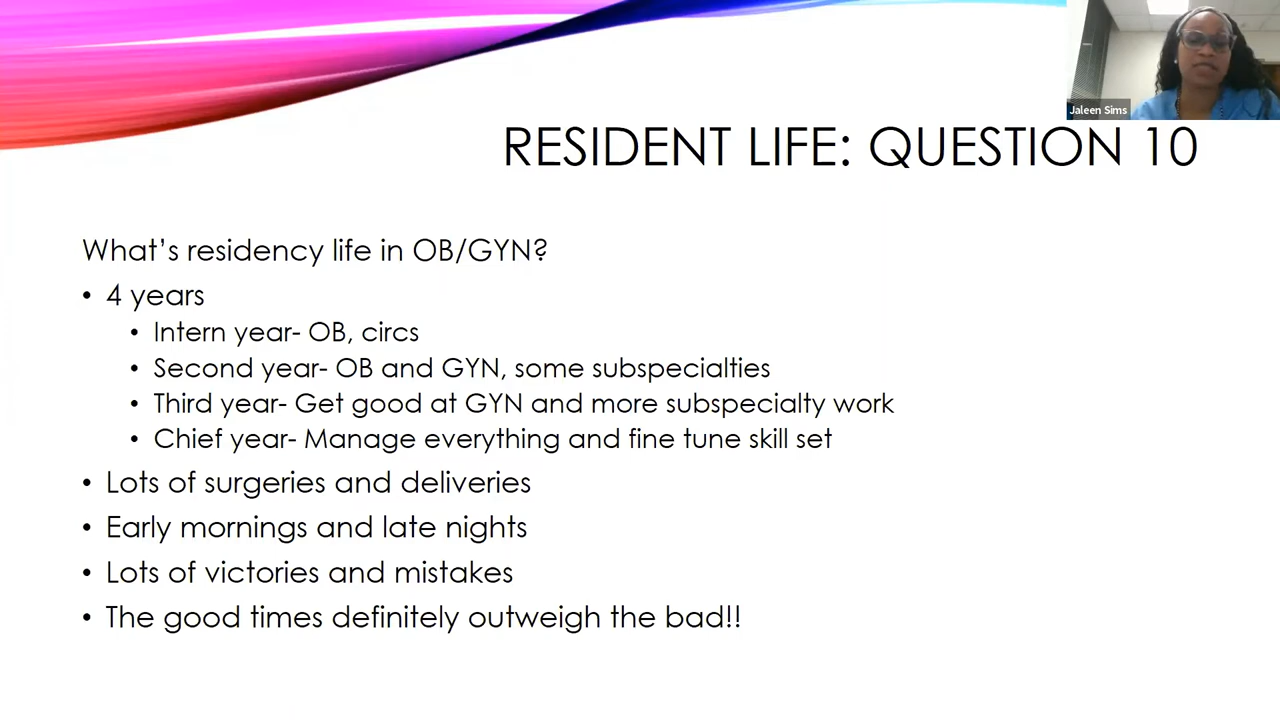 Jaleen Sims
RESIDENT LIFE: QUESTION 10
What's residency life in OB/GYN?
• 4 years
• Intern year- OB, circs
• Second year- OB and GYN, some subspecialties
• Third year- Get good at GYN and more subspecialty work
• Chief year- Manage everything and fine tune skill set
• Lots of surgeries and deliveries
• Early mornings and late nights
• Lots of victories and mistakes
• The good times definitely outweigh the bad!!